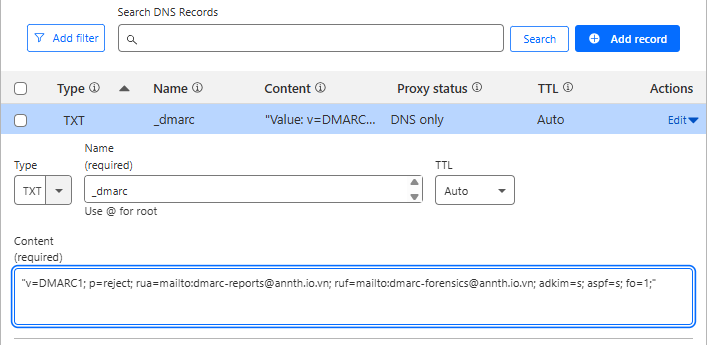 Search DNS Records
Add filter
Search
Add record
Type Name Content Proxy status TTL Actions
TXT _dmarc "Value: v=DMARC... DNS only Auto Edit
Name
Type (required) TTL
TXT _dmarc Auto
Use @ for root
Content
(required)
"v=DMARC1; p=reject; rua=mailto:dmarc-reports@annth.io.vn; ruf=mailto:dmarc-forensics@annth.io.vn; adkim=s; aspf=s; fo=1;"